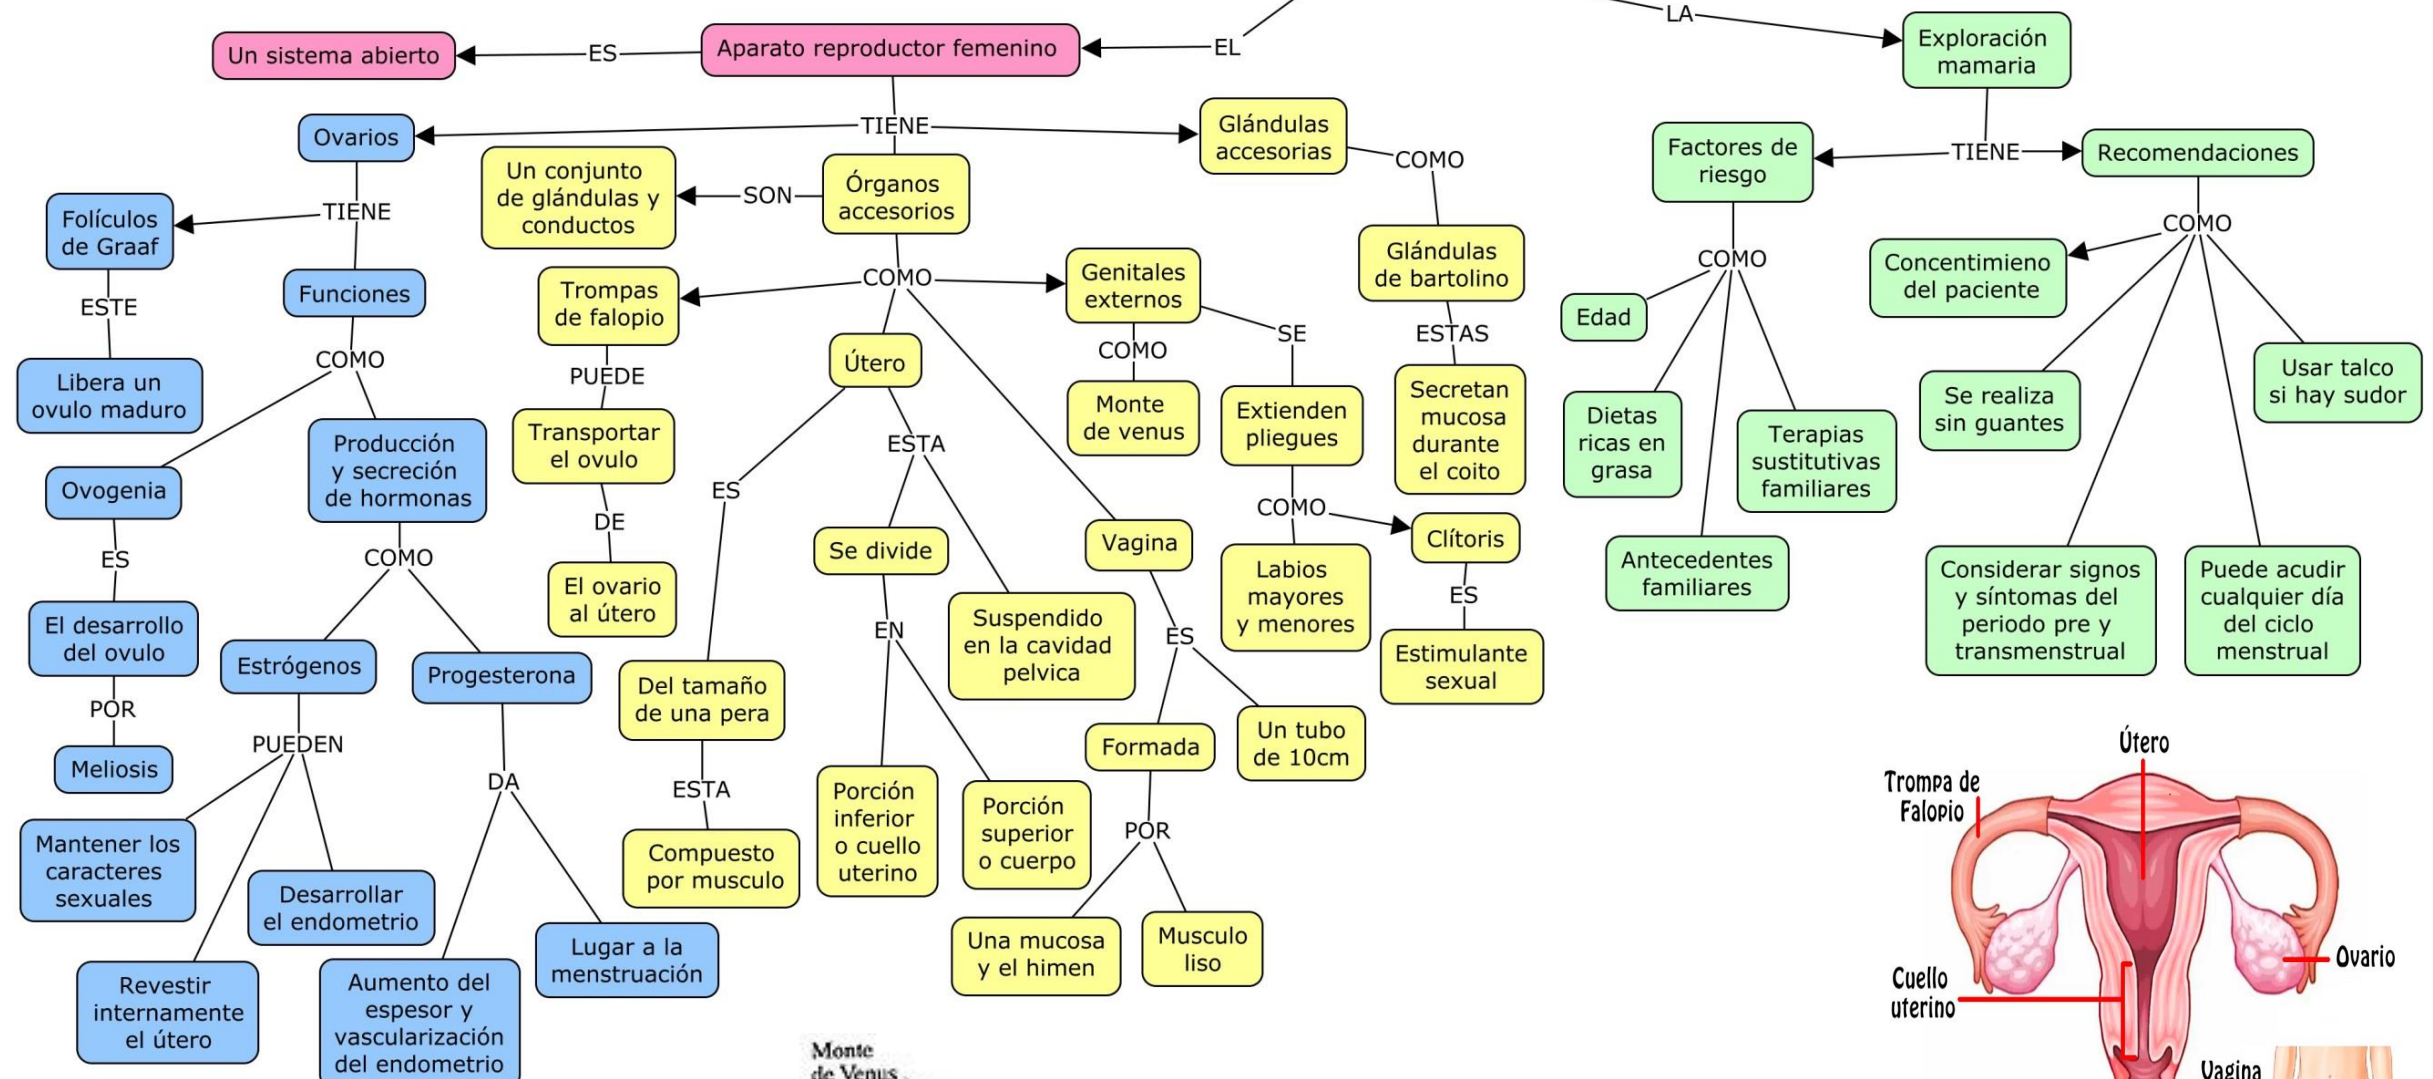 LA
Un sistema abierto
ES
Aparato reproductor femenino
EL
Exploración
mamaria
Ovarios
TIENE
Glándulas
accesorias
COMO
Factores de
riesgo
TIENE
Recomendaciones
Un conjunto
de glándulas y
conductos
SON
Órganos
accesorios
Folículos
de Graaf
TIENE
Funciones
ESTE
Libera un
ovulo maduro
COMO
Ovogenia
ES
El desarrollo
del ovulo
POR
Meliosis
Producción
y secreción
de hormonas
COMO
Estrógenos
PUEDEN
Mantener los
caracteres
sexuales
Revestir
internamente
el útero
Desarrollar
el endometrio
Progesterona
DA
Aumento del
espesor y
vascularización
del endometrio
Lugar a la
menstruación
COMO
Trompas
de falopio
PUEDE
Transportar
el ovulo
DE
El ovario
al útero
Útero
ES
Del tamaño
de una pera
ESTA
Compuesto
por musculo
ESTA
Se divide
EN
Porción
inferior
o cuello
uterino
Porción
superior
o cuerpo
Suspendido
en la cavidad
pelvica
Vagina
ES
Formada
POR
Una mucosa
y el himen
Musculo
liso
Un tubo
de 10cm
Genitales
externos
COMO
Monte
de venus
SE
Extienden
pliegues
COMO
Labios
mayores
y menores
Clítoris
ES
Estimulante
sexual
Glándulas
de bartolino
ESTAS
Secretan
mucosa
durante
el coito
COMO
Edad
Dietas
ricas en
grasa
Antecedentes
familiares
Terapias
sustitutivas
familiares
COMO
Concentimieno
del paciente
Se realiza
sin guantes
Considerar signos
y síntomas del
periodo pre y
transmenstrual
Puede acudir
cualquier día
del ciclo
menstrual
Usar talco
si hay sudor
Útero
Trompa de
Falopio
Ovario
Cuello
uterino
Vagina
Monte
de Venus